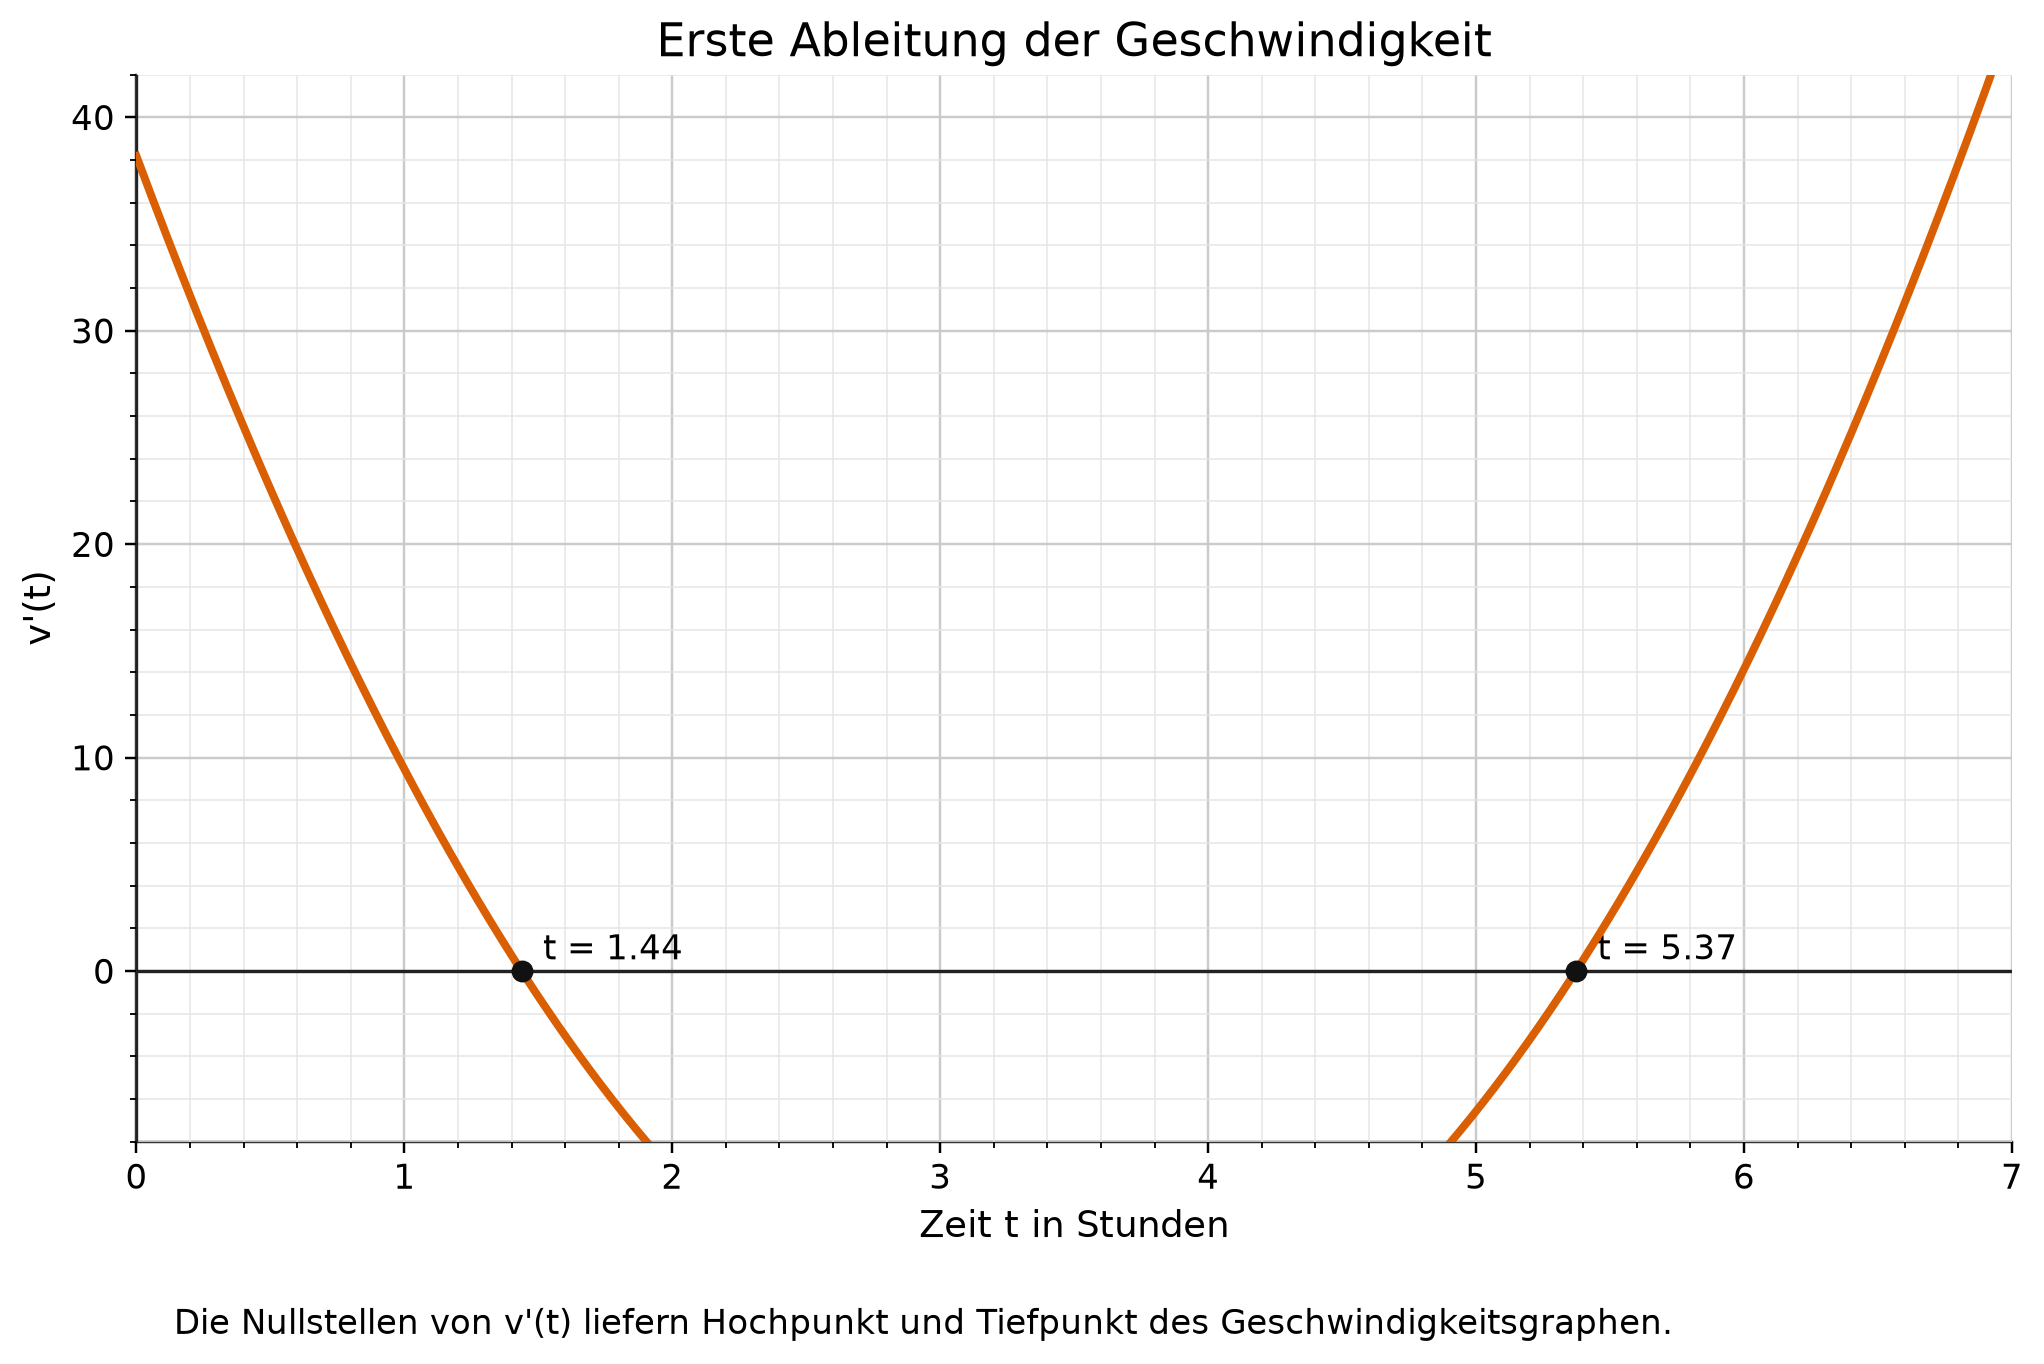 Erste Ableitung der Geschwindigkeit
v'(t)
40
30
20
10
0
t = 1.44
t = 5.37
0 1 2 3 4 5 6 7
Zeit t in Stunden
Die Nullstellen von v'(t) liefern Hochpunkt und Tiefpunkt des Geschwindigkeitsgraphen.